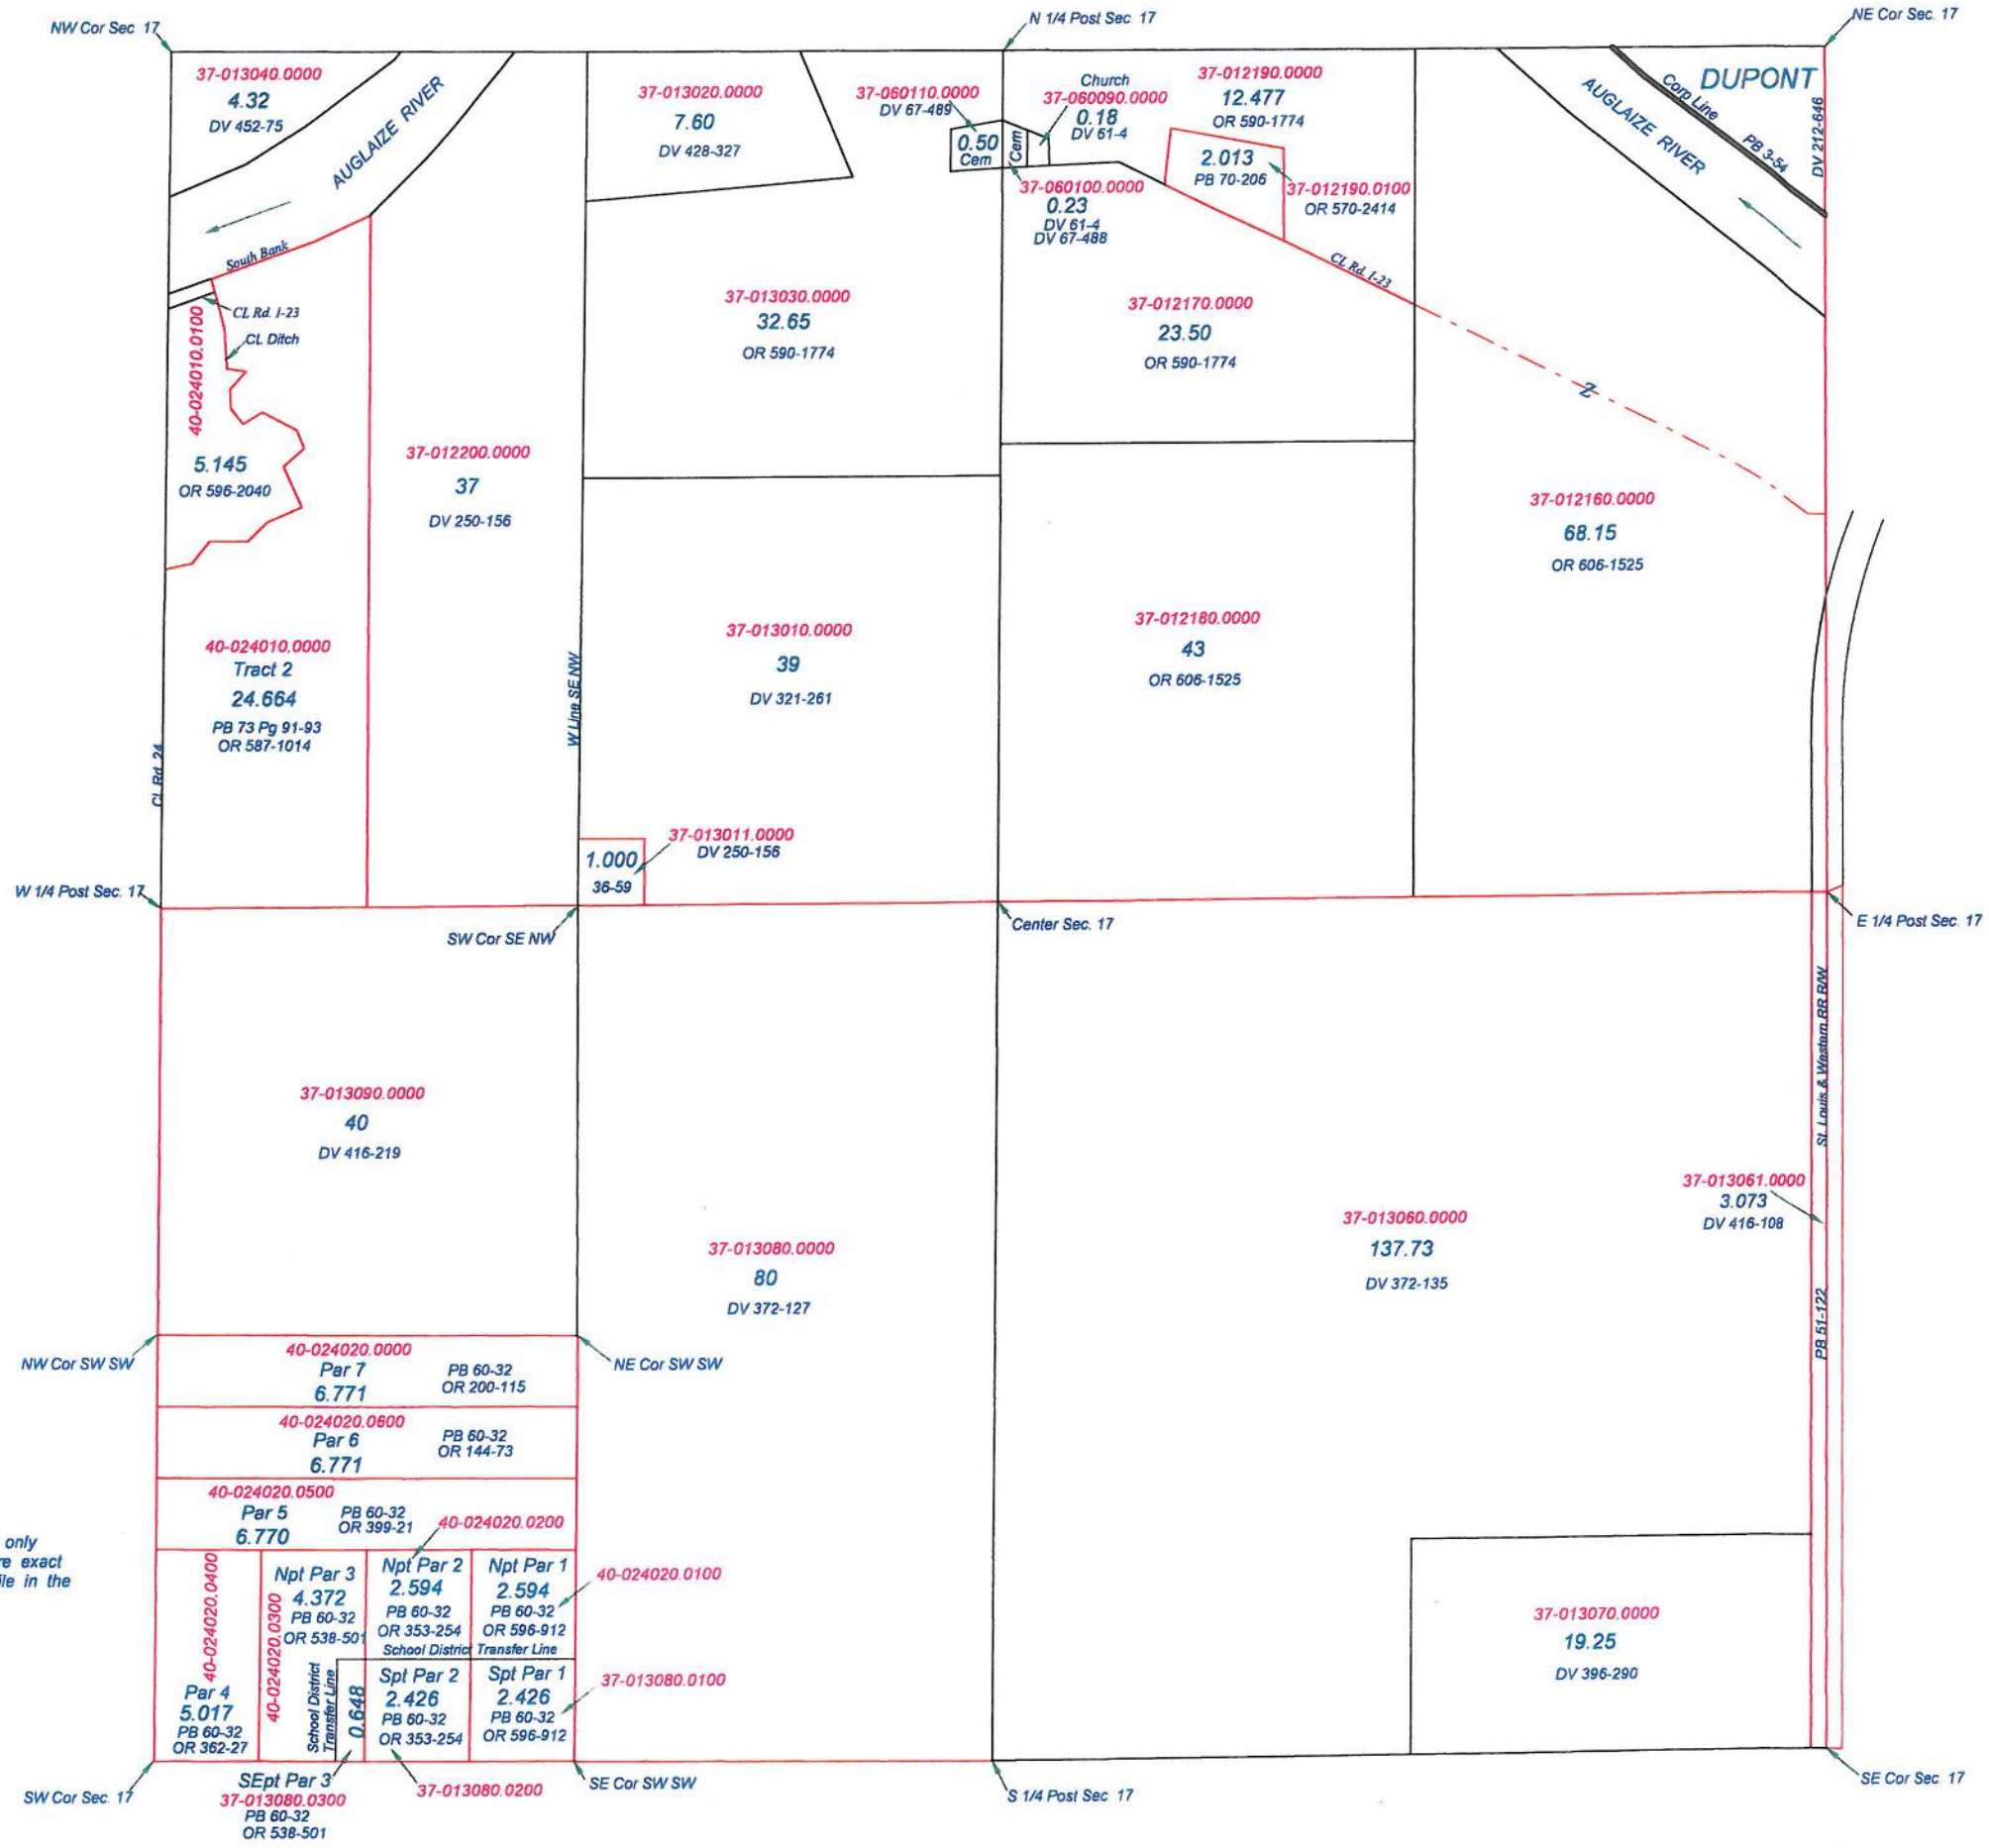 NW Cor Sec 17
N 1/4 Post Sec. 17
NE Cor Sec. 17
37-013040.0000
4.32
DV 452-75
AUGLAIZE RIVER
37-013020.0000
7.60
DV 428-327
37-060110.0000
DV 67-489
0.50
Cem
Cem
Church
37-060090.0000
0.18
DV 61-4
37-012190.0000
12.477
OR 590-1774
2.013
PB 70-206
37-012190.0100
OR 570-2414
37-060100.0000
0.23
DV 61-4
DV 67-488
AUGLAIZE RIVER
Corp Line
PB 3-54
DUPONT
DV 212-646
South Bank
CL Rd. I-23
CL Ditch
40-024010.0100
5.145
OR 596-2040
37-012200.0000
37
DV 250-156
37-013030.0000
32.65
OR 590-1774
37-012170.0000
23.50
OR 590-1774
CL Rd. I-23
Z
37-012160.0000
68.15
OR 606-1525
40-024010.0000
Tract 2
24.664
PB 73 Pg 91-93
OR 587-1014
CL Rd. 24
W Line SE NW
37-013010.0000
39
DV 321-261
37-012180.0000
43
OR 606-1525
1.000
36-59
37-013011.0000
DV 250-156
W 1/4 Post Sec. 17
SW Cor SE NW
Center Sec. 17
E 1/4 Post Sec. 17
37-013090.0000
40
DV 416-219
37-013080.0000
80
DV 372-127
37-013060.0000
137.73
DV 372-135
37-013061.0000
3.073
DV 416-108
St. Louis & Western RR R/W
PB 51-122
NW Cor SW SW
NE Cor SW SW
40-024020.0000
Par 7
6.771
PB 60-32
OR 200-115
40-024020.0600
Par 6
6.771
PB 60-32
OR 144-73
40-024020.0500
Par 5
6.770
PB 60-32
OR 399-21
40-024020.0200
only
re exact
ile in the
40-024020.0400
Par 4
5.017
PB 60-32
OR 362-27
40-024020.0300
Npt Par 3
4.372
PB 60-32
OR 538-501
Npt Par 2
2.594
PB 60-32
OR 353-254
Npt Par 1
2.594
PB 60-32
OR 596-912
40-024020.0100
School District Transfer Line
School District
Transfer Line
0.648
Spt Par 2
2.426
PB 60-32
OR 353-254
Spt Par 1
2.426
PB 60-32
OR 596-912
37-013080.0100
37-013070.0000
19.25
DV 396-290
SW Cor Sec. 17
SEpt Par 3
37-013080.0300
PB 60-32
OR 538-501
37-013080.0200
SE Cor SW SW
S 1/4 Post Sec 17
SE Cor Sec. 17